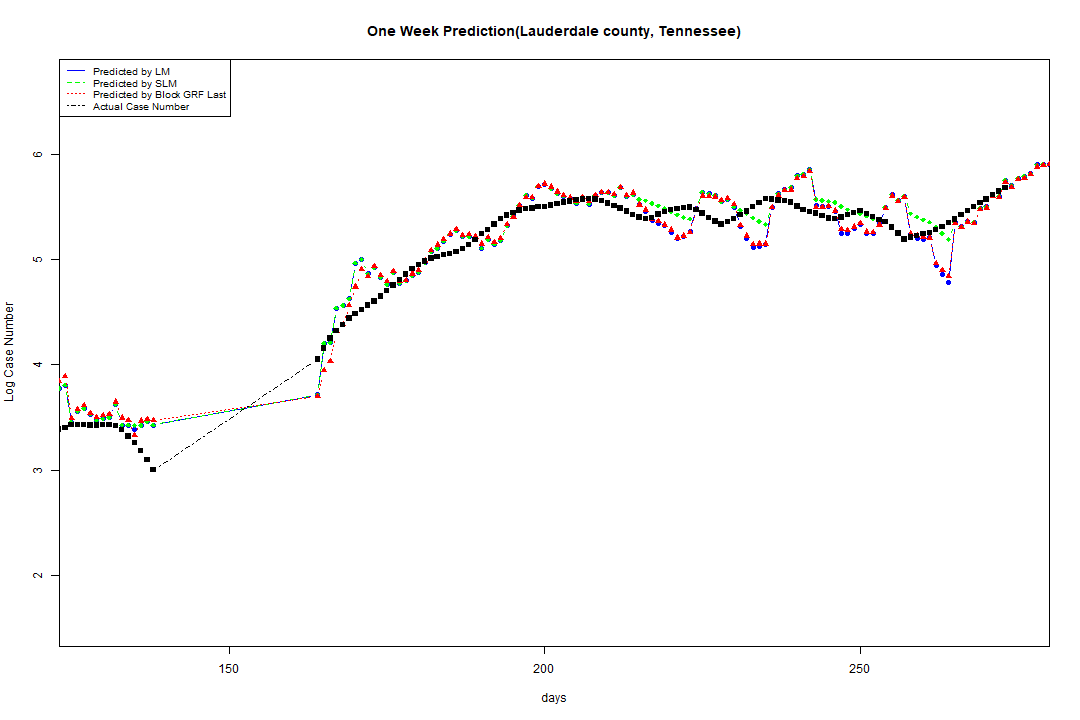 One Week Prediction(Lauderdale county, Tennessee)
Predicted by LM
Predicted by SLM
Predicted by Block GRF Last
Actual Case Number
6
5
4
3
2
Log Case Number
150
200
250
days